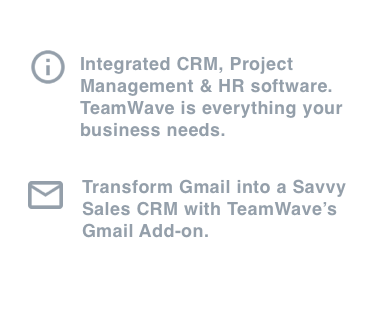 Integrated CRM, Project
Management & HR software.
TeamWave is everything your
business needs.
Transform Gmail into a Savvy
Sales CRM with TeamWave’s
Gmail Add-on.